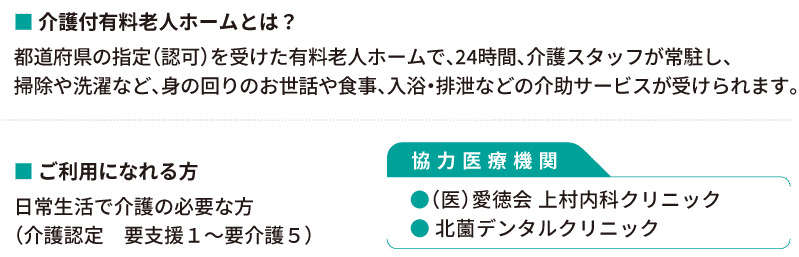 ■ 介護付有料老人ホームとは？
都道府県の指定（認可）を受けた有料老人ホームで、24時間、介護スタッフが常駐し、
掃除や洗濯など、身の回りのお世話や食事、入浴・排泄などの介助サービスが受けられます。
■ ご利用になれる方
日常生活で介護の必要な方
（介護認定　要支援１～要介護５）
協力医療機関
●（医）愛徳会 上村内科クリニック
● 北薗デンタルクリニック